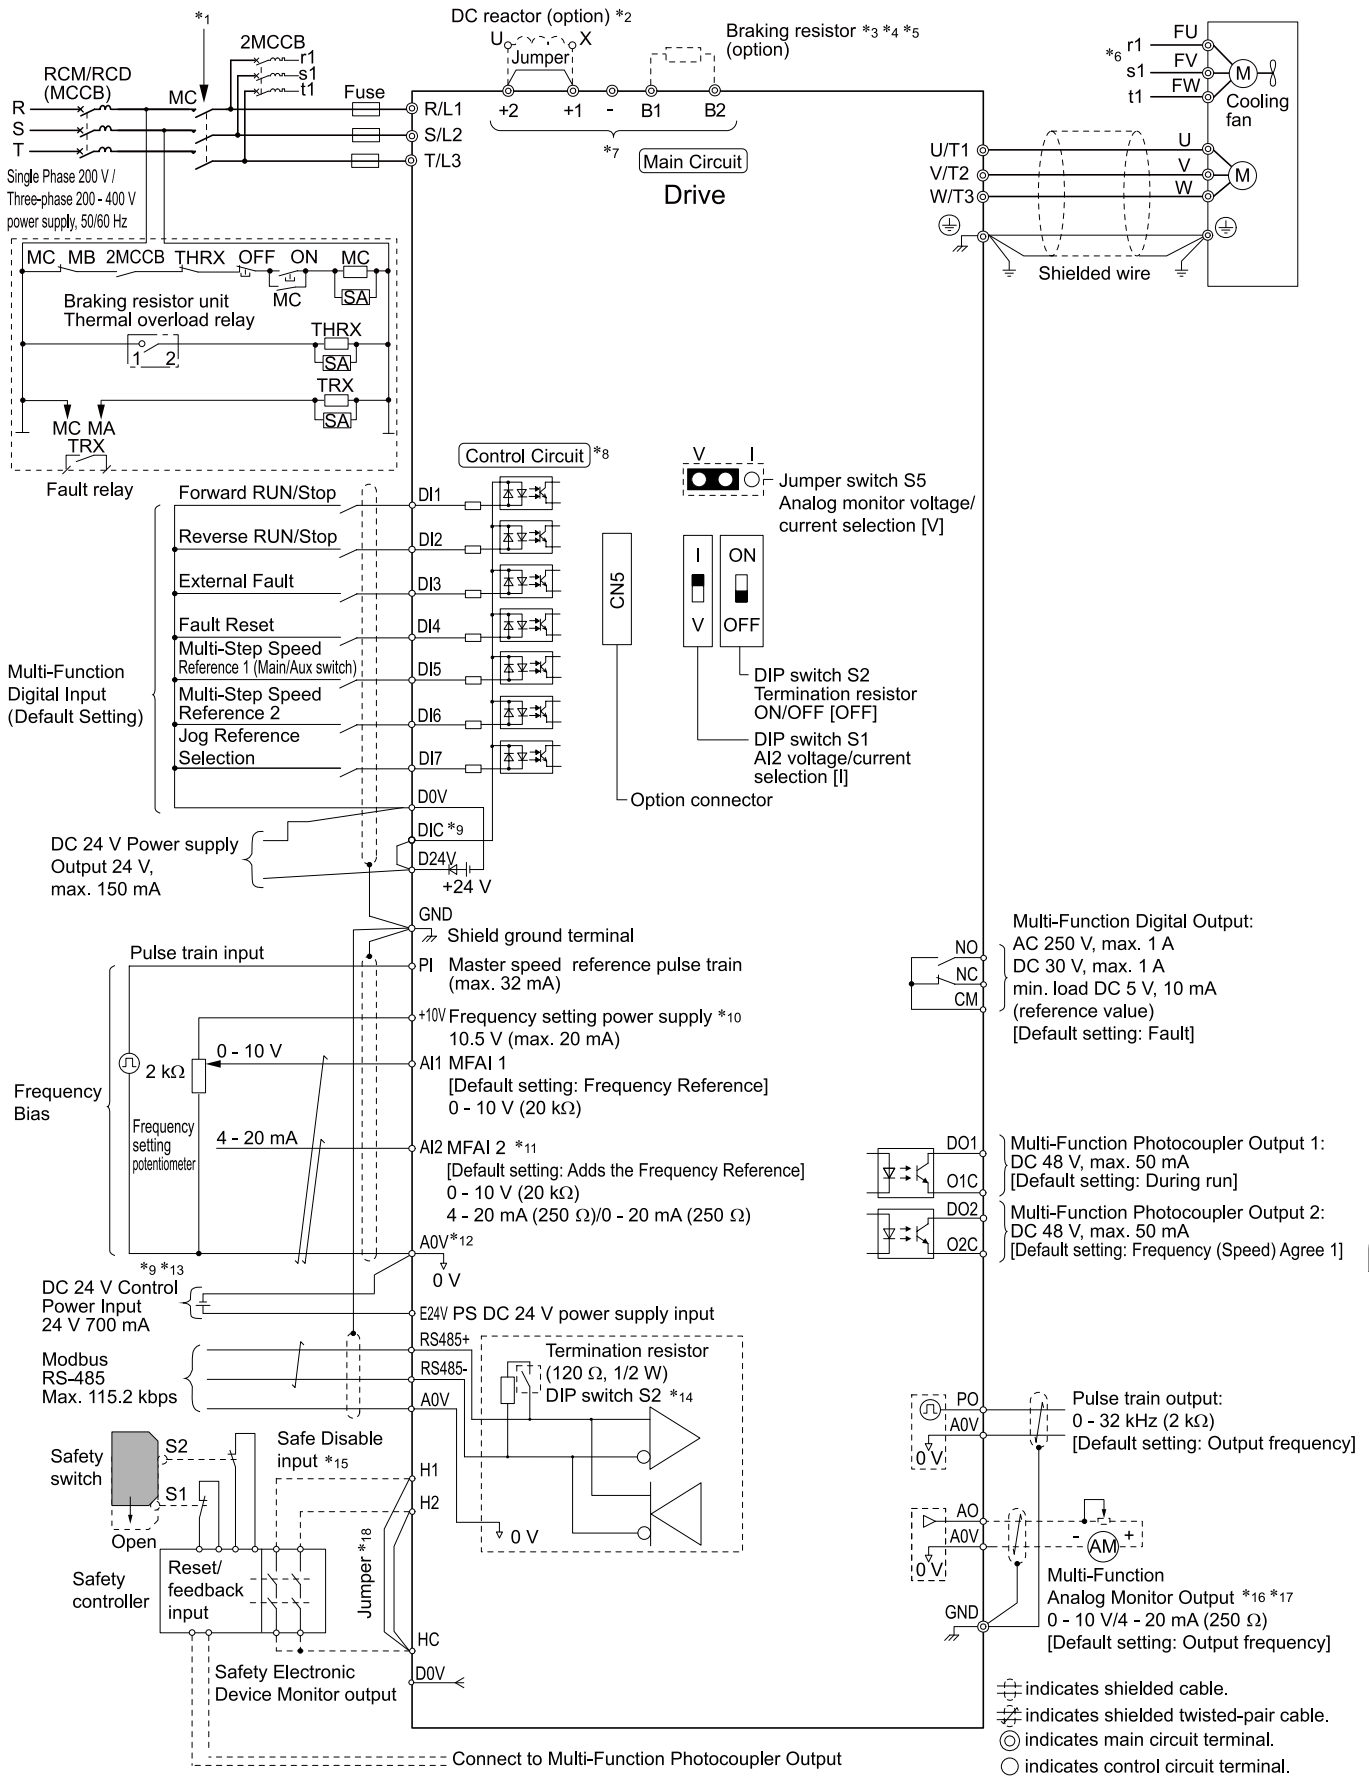 *1
DC reactor (option) *2
U X
Jumper
Braking resistor *3 *4 *5
(option)
2MCCB
r1
s1
t1
RCM/RCD
(MCCB)
MC
Fuse
R
S
T
R/L1
S/L2
T/L3
+2 +1 - B1 B2
*7
Main Circuit
Drive
*6
r1 FU
s1 FV
t1 FW
M
Cooling
fan
U/T1
V/T2
W/T3
U
V
W
M
Shielded wire
Single Phase 200 V /
Three-phase 200 - 400 V
power supply, 50/60 Hz
MC MB 2MCCB THRX OFF ON MC
MC
SA
Braking resistor unit
Thermal overload relay
1 2
THRX
SA
TRX
SA
MC MA
TRX
Fault relay
Control Circuit *8
V I
Jumper switch S5
Analog monitor voltage/
current selection [V]
Forward RUN/Stop
DI1
Reverse RUN/Stop
DI2
External Fault
DI3
Fault Reset
DI4
Multi-Step Speed
Reference 1 (Main/Aux switch)
DI5
Multi-Step Speed
Reference 2
DI6
Jog Reference
Selection
DI7
Multi-Function
Digital Input
(Default Setting)
CN5
I
V
ON
OFF
DIP switch S2
Termination resistor
ON/OFF [OFF]
DIP switch S1
AI2 voltage/current
selection [I]
Option connector
D0V
DIC *9
D24V
+24 V
DC 24 V Power supply
Output 24 V,
max. 150 mA
GND
Shield ground terminal
Pulse train input
PI Master speed reference pulse train
(max. 32 mA)
+10V Frequency setting power supply *10
10.5 V (max. 20 mA)
0 - 10 V
2 kΩ
AI1 MFAI 1
[Default setting: Frequency Reference]
0 - 10 V (20 kΩ)
Frequency
Bias
Frequency
setting
potentiometer
4 - 20 mA
AI2 MFAI 2 *11
[Default setting: Adds the Frequency Reference]
0 - 10 V (20 kΩ)
4 - 20 mA (250 Ω)/0 - 20 mA (250 Ω)
A0V *12
0 V
*9 *13
DC 24 V Control
Power Input
24 V 700 mA
E24V PS DC 24 V power supply input
Multi-Function Digital Output:
AC 250 V, max. 1 A
DC 30 V, max. 1 A
min. load DC 5 V, 10 mA
(reference value)
[Default setting: Fault]
NO
NC
CM
DO1
O1C
Multi-Function Photocoupler Output 1:
DC 48 V, max. 50 mA
[Default setting: During run]
DO2
O2C
Multi-Function Photocoupler Output 2:
DC 48 V, max. 50 mA
[Default setting: Frequency (Speed) Agree 1]
Modbus
RS-485
Max. 115.2 kbps
RS485+
RS485-
A0V
Termination resistor
(120 Ω, 1/2 W)
DIP switch S2 *14
0 V
PO
A0V
0 V
Pulse train output:
0 - 32 kHz (2 kΩ)
[Default setting: Output frequency]
Safety
switch
S2
S1
Open
Safe Disable
input *15
H1
H2
Jumper *18
HC
D0V
Safety
controller
Reset/
feedback
input
Safety Electronic
Device Monitor output
AO
A0V
0 V
- +
AM
GND
Multi-Function
Analog Monitor Output *16 *17
0 - 10 V/4 - 20 mA (250 Ω)
[Default setting: Output frequency]
indicates shielded cable.
indicates shielded twisted-pair cable.
indicates main circuit terminal.
indicates control circuit terminal.
Connect to Multi-Function Photocoupler Output